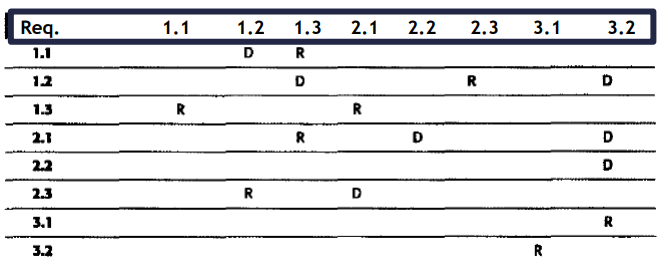 Req. 1.1 1.2 1.3 2.1 2.2 2.3 3.1 3.2
1.1 D R
1.2 D R D
1.3 R R
2.1 R D D
2.2 D
2.3 R D
3.1 R
3.2 R